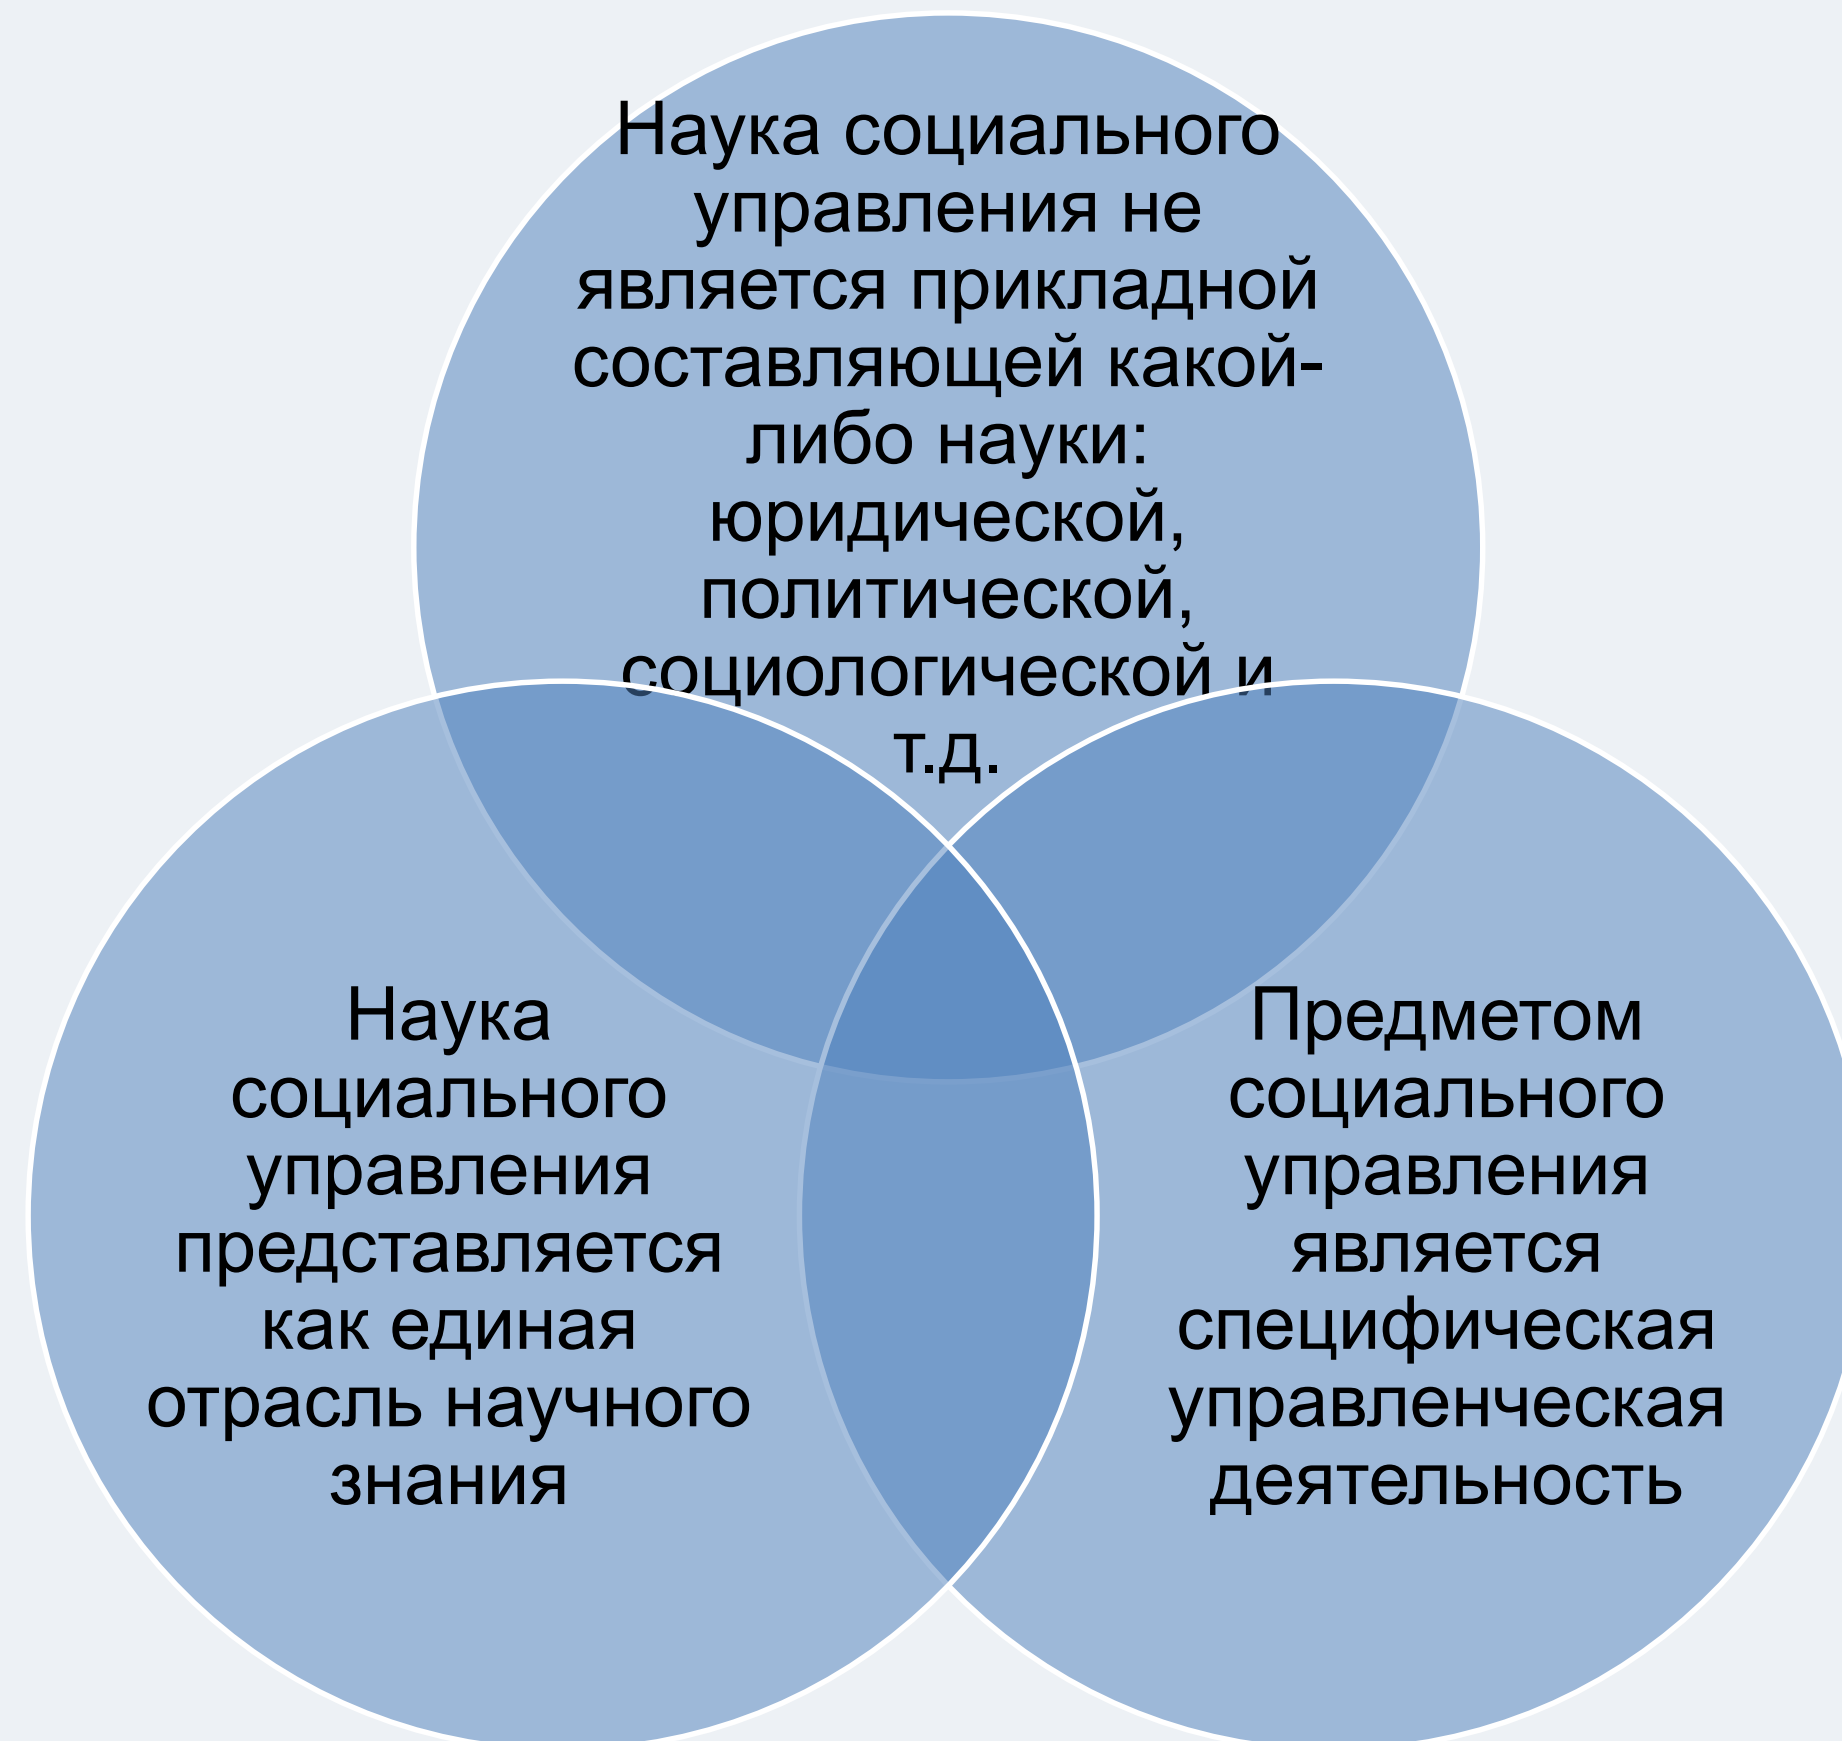 Наука социального
управления не
является прикладной
составляющей какой-
либо науки:
юридической,
политической,
социологической и
т.д.
Наука
социального
управления
представляется
как единая
отрасль научного
знания
Предметом
социального
управления
является
специфическая
управленческая
деятельность